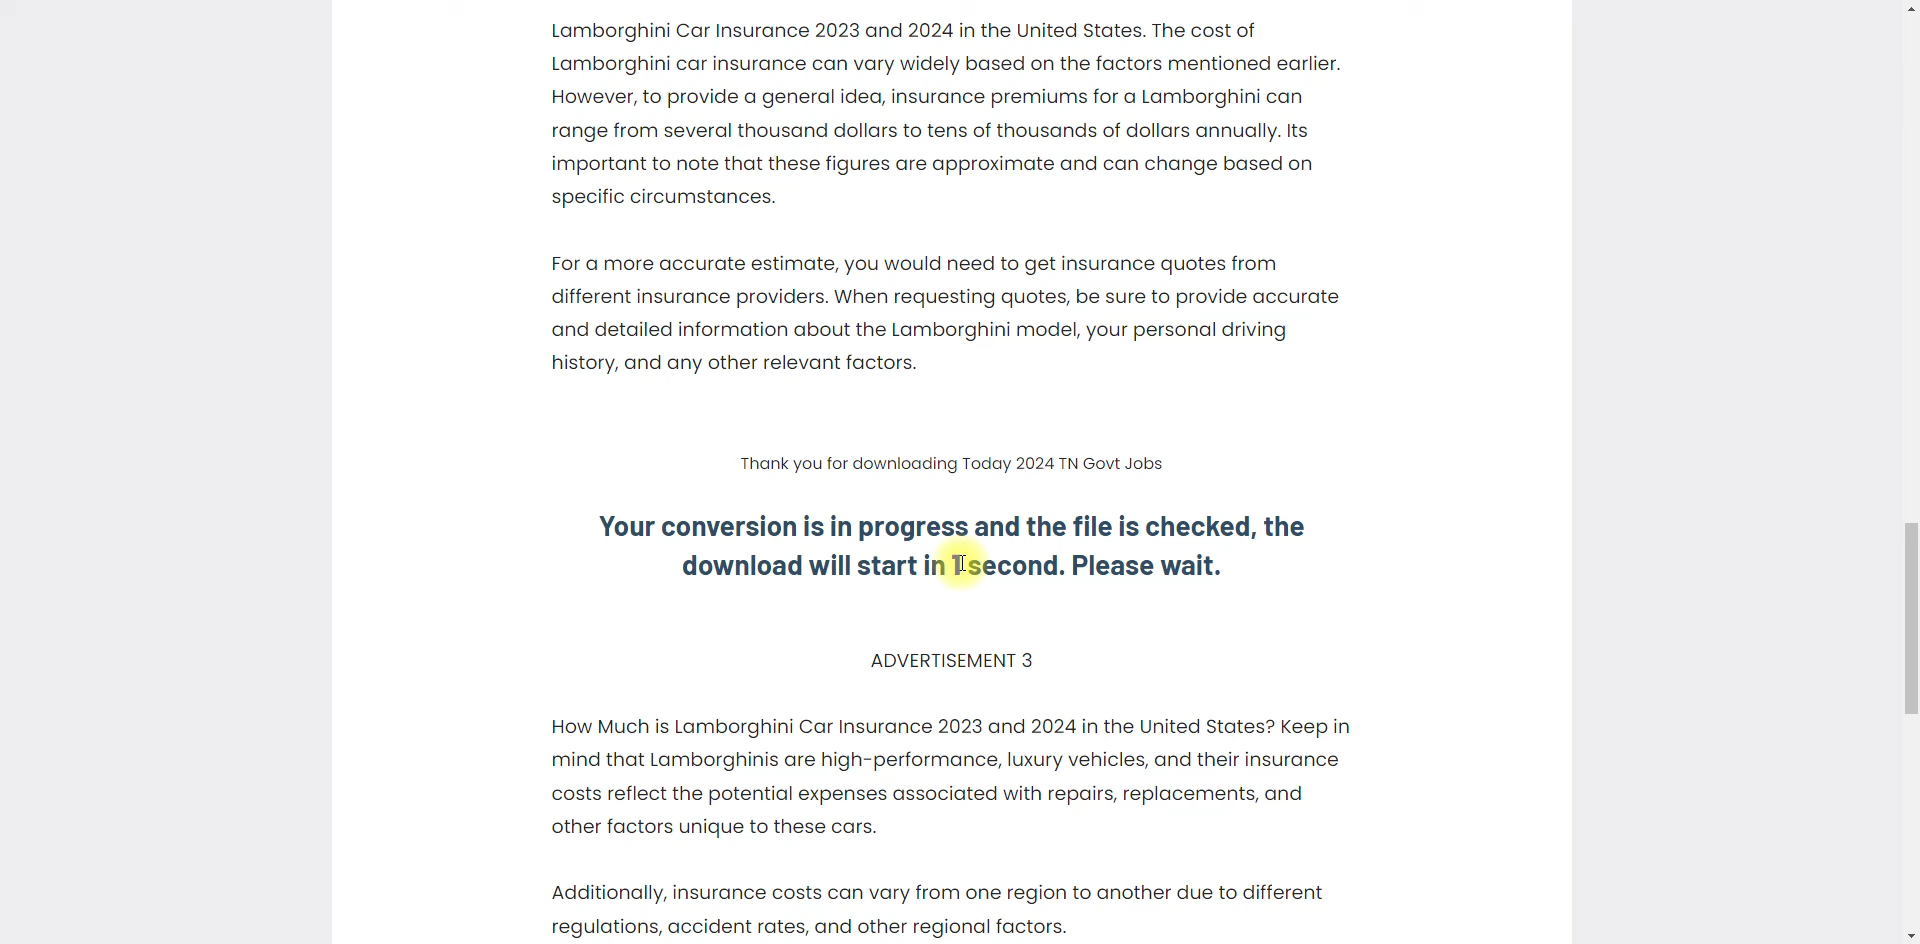 Lamborghini Car Insurance 2023 and 2024 in the United States. The cost of
Lamborghini car insurance can vary widely based on the factors mentioned earlier.
However, to provide a general idea, insurance premiums for a Lamborghini can
range from several thousand dollars to tens of thousands of dollars annually. Its
important to note that these figures are approximate and can change based on
specific circumstances.
For a more accurate estimate, you would need to get insurance quotes from
different insurance providers. When requesting quotes, be sure to provide accurate
and detailed information about the Lamborghini model, your personal driving
history, and any other relevant factors.
Thank you for downloading Today 2024 TN Govt Jobs
Your conversion is in progress and the file is checked, the
download will start in 1 second. Please wait.
ADVERTISEMENT 3
How Much is Lamborghini Car Insurance 2023 and 2024 in the United States? Keep in
mind that Lamborghinis are high-performance, luxury vehicles, and their insurance
costs reflect the potential expenses associated with repairs, replacements, and
other factors unique to these cars.
Additionally, insurance costs can vary from one region to another due to different
regulations, accident rates, and other regional factors.